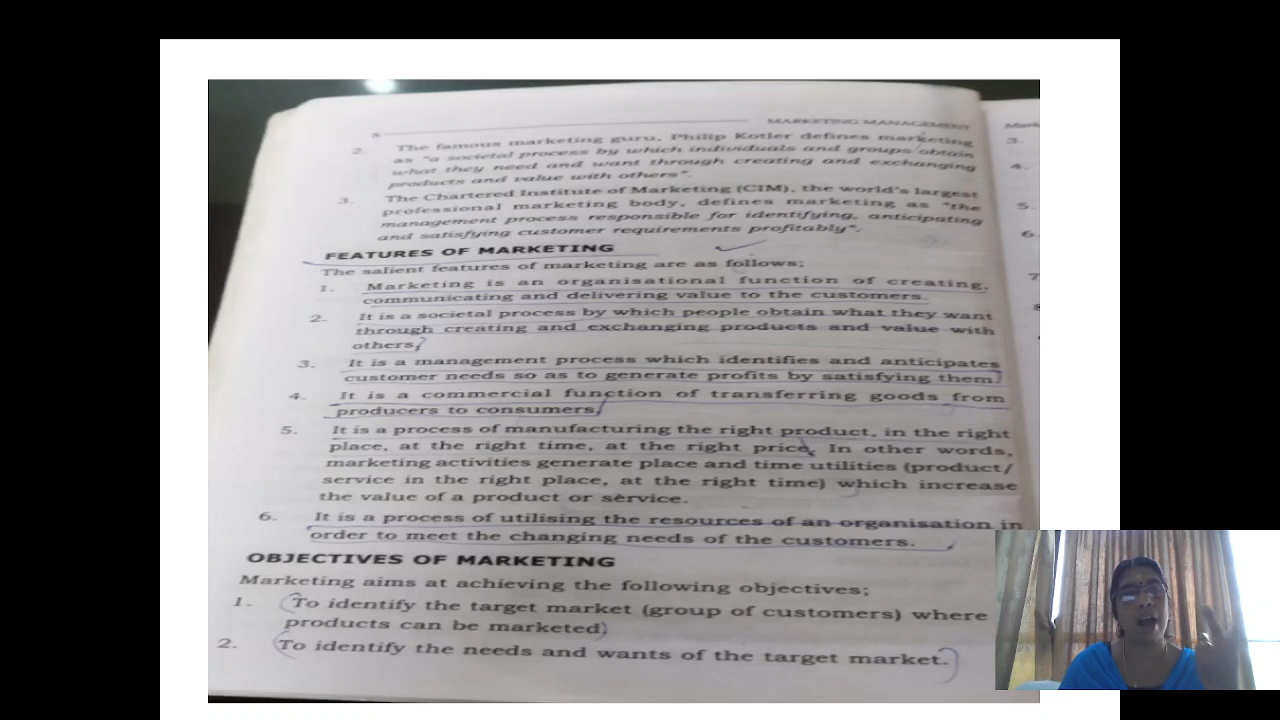 8 MARKETING MANAGEMENT
2. The famous marketing guru, Philip Kotler defines marketing
as "a societal process by which individuals and groups obtain
what they need and want through creating and exchanging
products and value with others".
3. The Chartered Institute of Marketing (CIM), the world's largest
professional marketing body, defines marketing as "the
management process responsible for identifying, anticipating
and satisfying customer requirements profitably".
FEATURES OF MARKETING
The salient features of marketing are as follows;
1. Marketing is an organisational function of creating,
communicating and delivering value to the customers.
2. It is a societal process by which people obtain what they want
through creating and exchanging products and value with
others.
3. It is a management process which identifies and anticipates
customer needs so as to generate profits by satisfying them.
4. It is a commercial function of transferring goods from
producers to consumers.
5. It is a process of manufacturing the right product, in the right
place, at the right time, at the right price. In other words,
marketing activities generate place and time utilities (product/
service in the right place, at the right time) which increase
the value of a product or service.
6. It is a process of utilising the resources of an organisation in
order to meet the changing needs of the customers.
OBJECTIVES OF MARKETING
Marketing aims at achieving the following objectives;
1. To identify the target market (group of customers) where
products can be marketed
2. To identify the needs and wants of the target market.
3.
4.
5.
6.
7